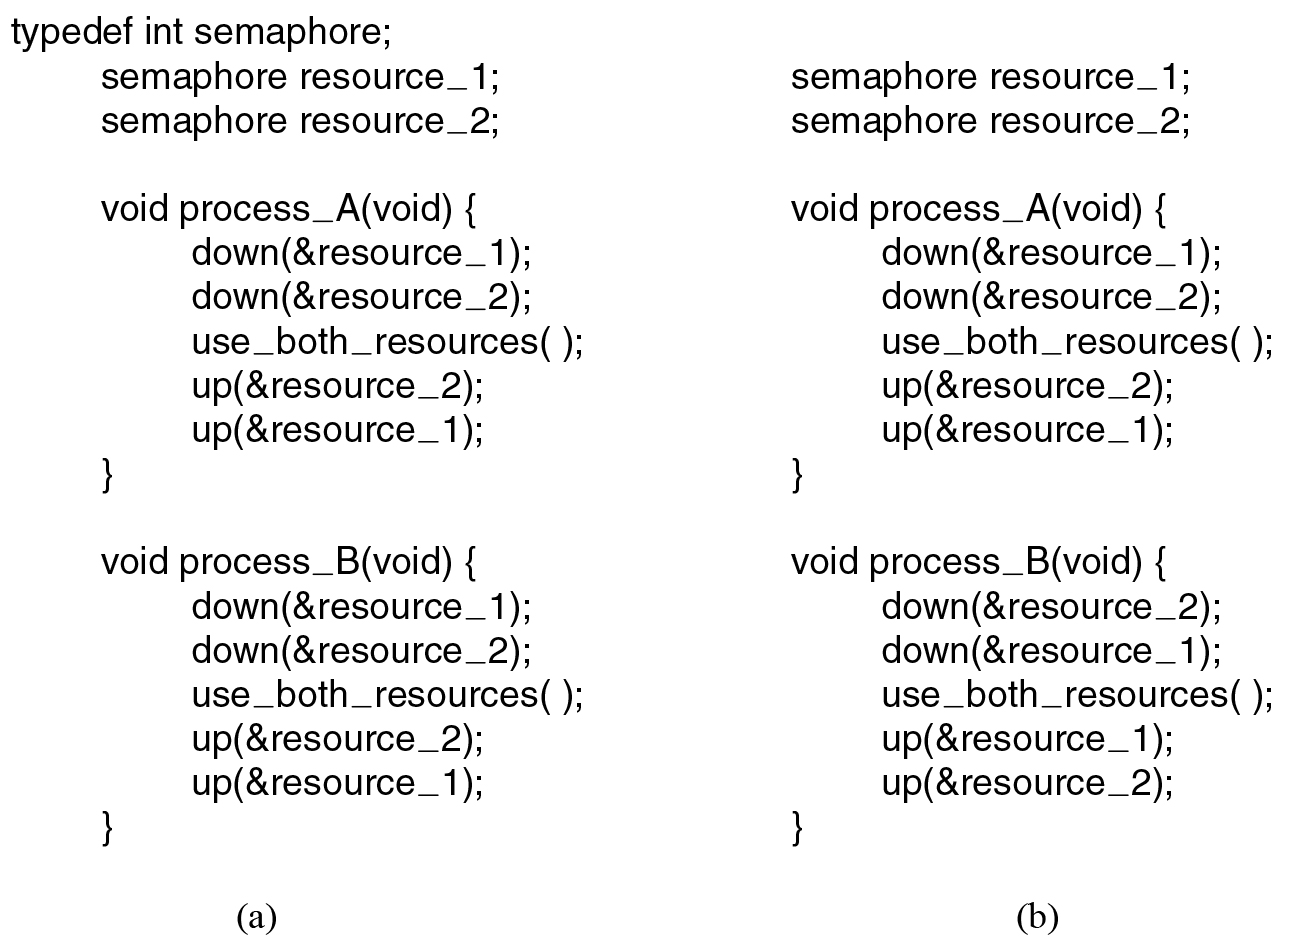 typedef int semaphore;
semaphore resource_1;
semaphore resource_2;
void process_A(void) {
down(&resource_1);
down(&resource_2);
use_both_resources( );
up(&resource_2);
up(&resource_1);
}
void process_B(void) {
down(&resource_1);
down(&resource_2);
use_both_resources( );
up(&resource_2);
up(&resource_1);
}
(a)
semaphore resource_1;
semaphore resource_2;
void process_A(void) {
down(&resource_1);
down(&resource_2);
use_both_resources( );
up(&resource_2);
up(&resource_1);
}
void process_B(void) {
down(&resource_2);
down(&resource_1);
use_both_resources( );
up(&resource_1);
up(&resource_2);
}
(b)